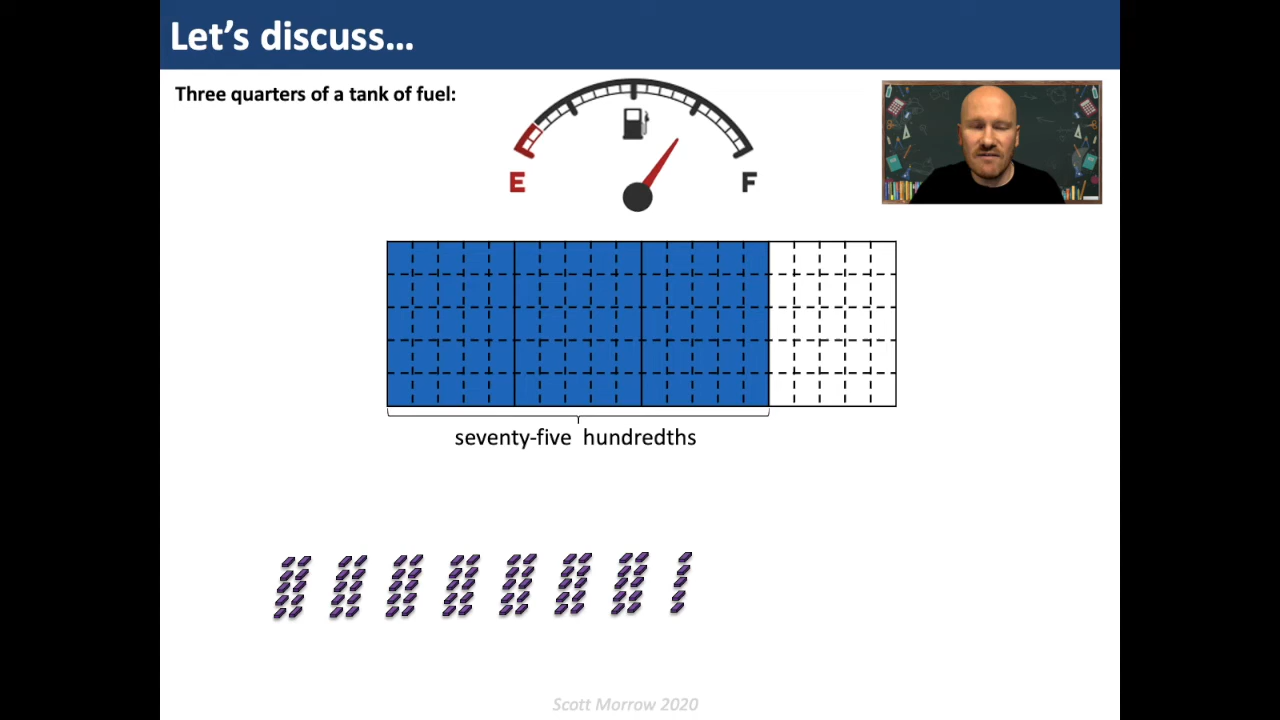 Let's discuss...
Three quarters of a tank of fuel:
E
F
seventy-five hundredths
Scott Morrow 2020